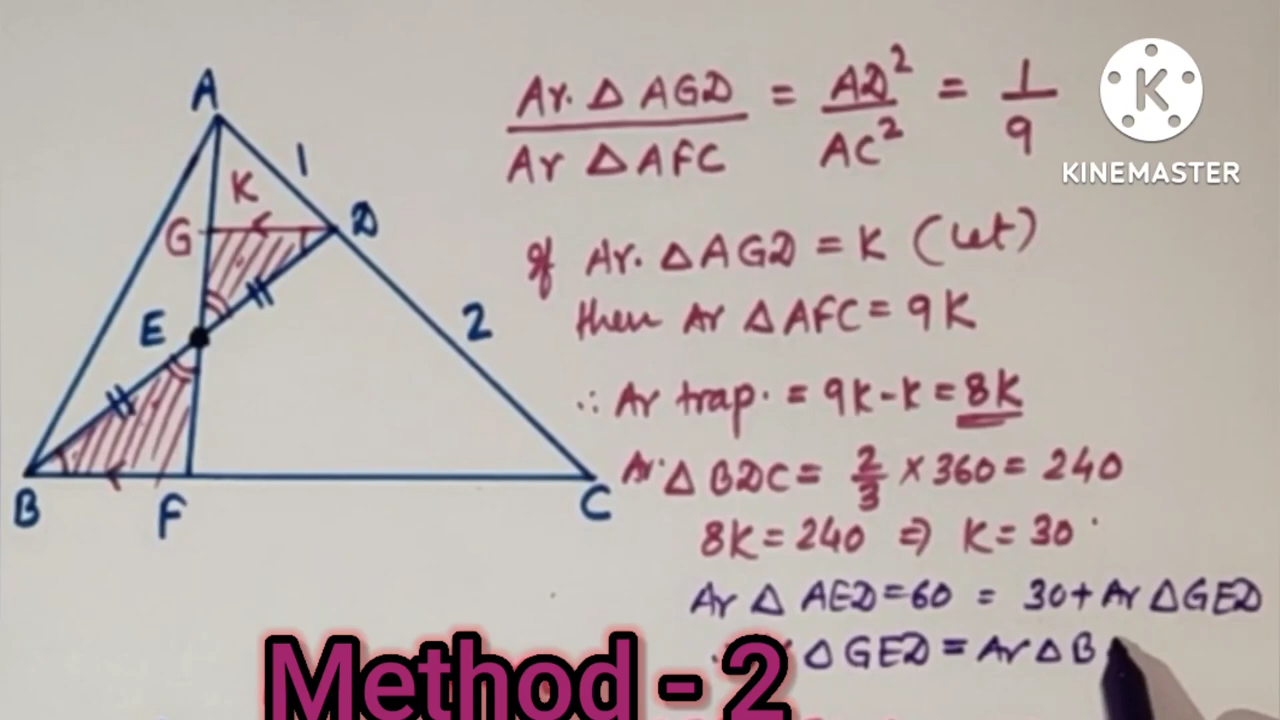 A
1
K
G
D
E
2
B
F
C
Ar. △ AGD / Ar △ AFC = AD² / AC² = 1/9
If Ar. △ AGD = K (Let)
then Ar △ AFC = 9K
∴ Ar trap. = 9K - K = 8K
Ar. △ BDC = 2/3 × 360 = 240
8K = 240 ⇒ K = 30
Ar △ AED = 60 = 30 + Ar △ GED
△ GED = Ar △ B
K
KINEMASTER
Method - 2